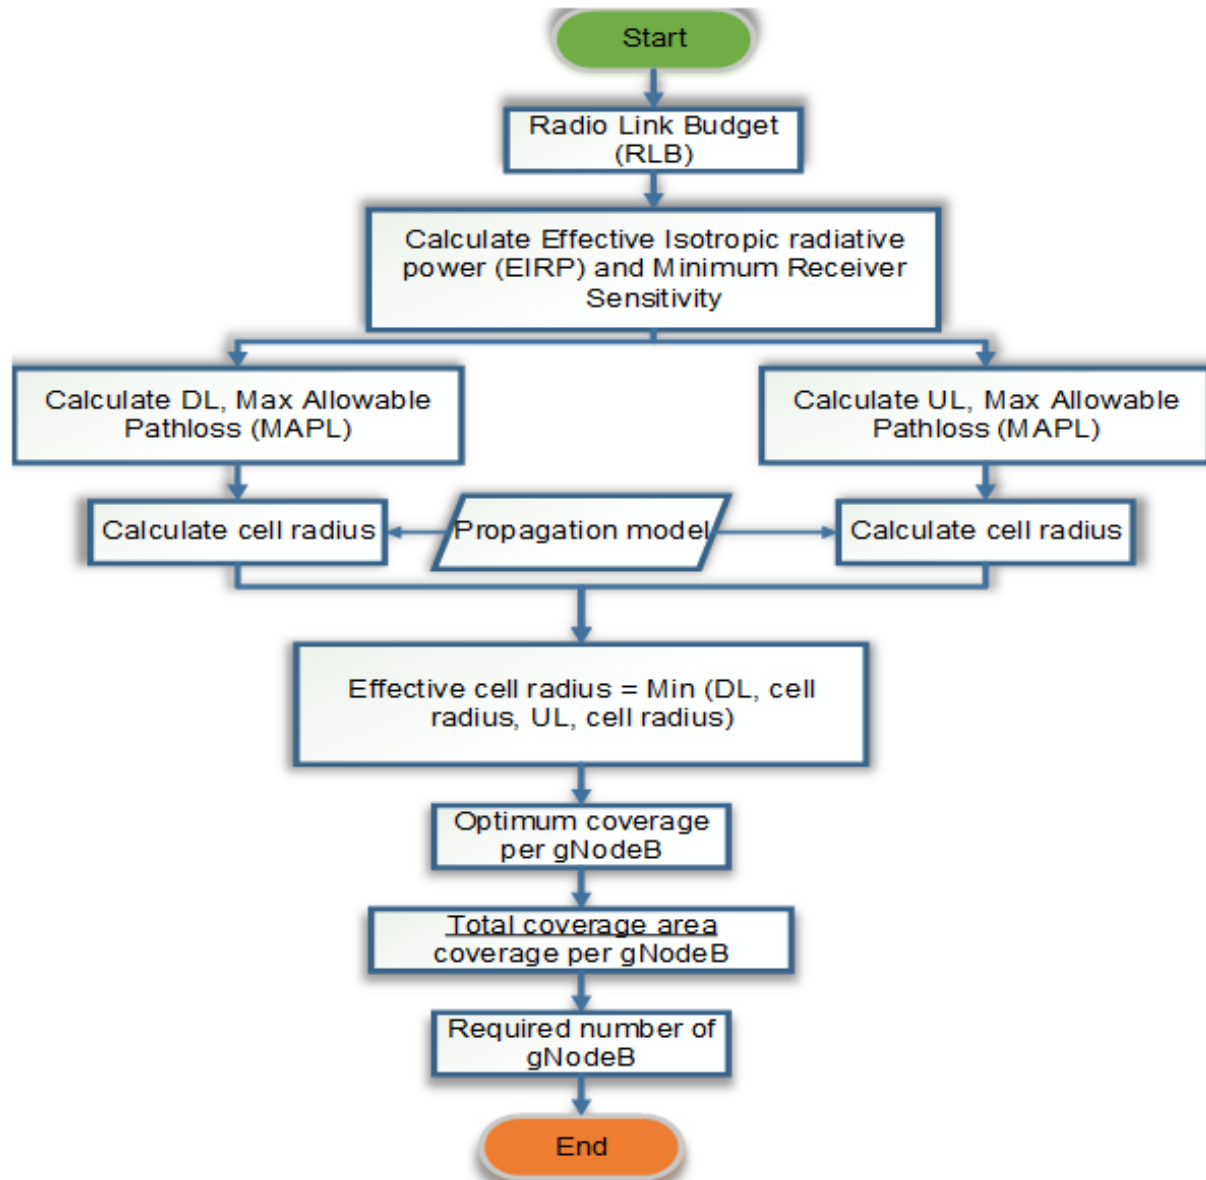 Start
Radio Link Budget
(RLB)
Calculate Effective Isotropic radiative
power (EIRP) and Minimum Receiver
Sensitivity
Calculate DL, Max Allowable
Pathloss (MAPL)
Calculate UL, Max Allowable
Pathloss (MAPL)
Calculate cell radius
Propagation model
Calculate cell radius
Effective cell radius = Min (DL, cell
radius, UL, cell radius)
Optimum coverage
per gNodeB
Total coverage area
coverage per gNodeB
Required number of
gNodeB
End